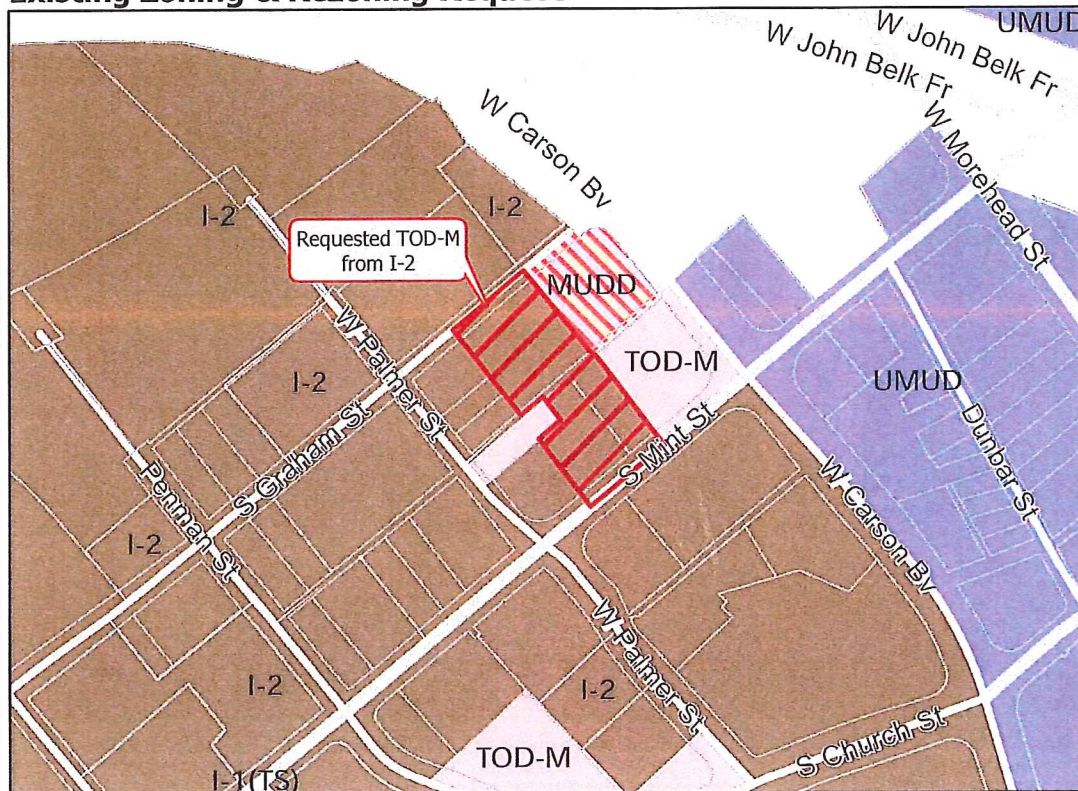 Existing Zoning & Rezoning Request
UMUD
W John Belk Fr
W John Belk Fr
W Carson Bv
W Morehead St
I-2
I-2
Requested TOD-M
from I-2
MUDD
W Palmer St
TOD-M
UMUD
I-2
Dunbar St
S Graham St
S Mint St
Penman St
W Carson Bv
I-2
W Palmer St
I-2
I-2
S Church St
TOD-M
I-1(TS)